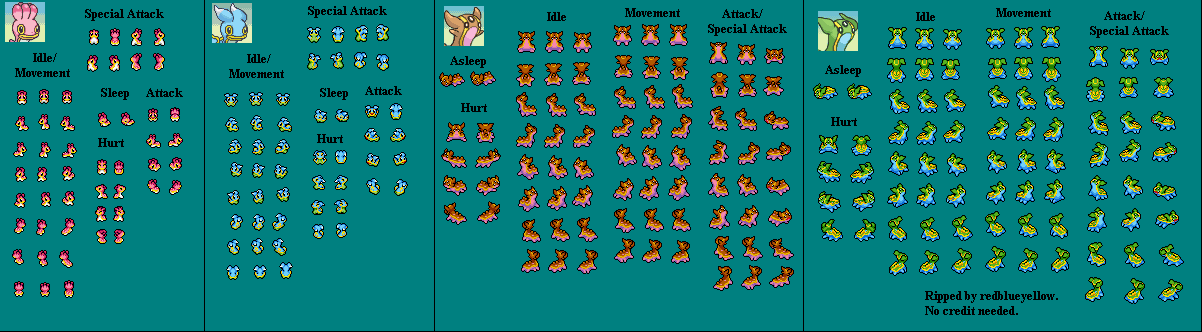 Special Attack
Idle/
Movement
Sleep
Attack
Hurt
Special Attack
Idle/
Movement
Sleep
Attack
Hurt
Idle
Movement
Attack/
Special Attack
Asleep
Hurt
Idle
Movement
Attack/
Special Attack
Asleep
Hurt
Ripped by redblueyellow.
No credit needed.